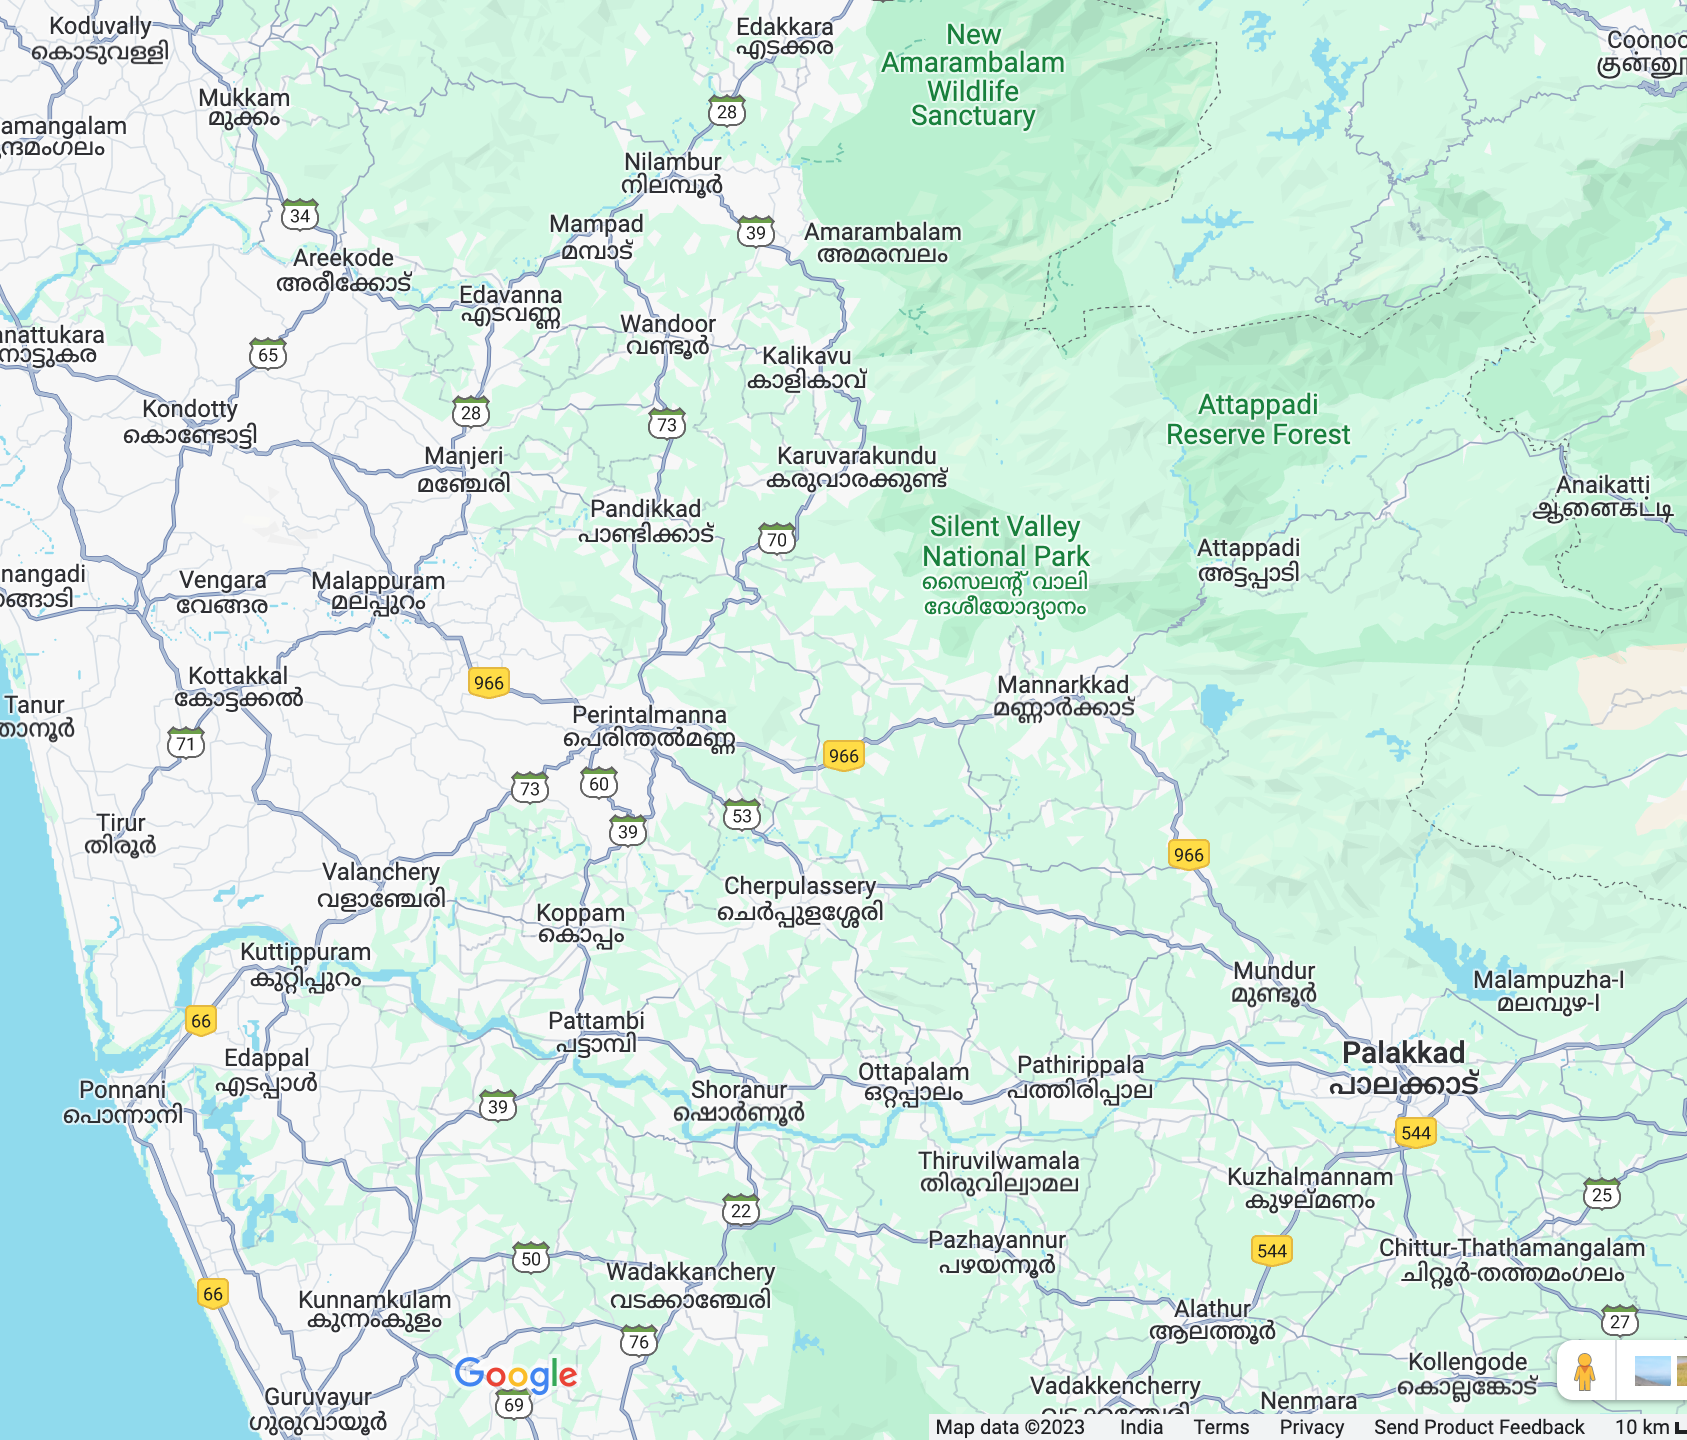 Koduvally
കൊടുവള്ളി
Edakkara
എടക്കര
New
Amarambalam
Wildlife
Sanctuary
Mukkam
മുക്കം
28
amangalam
Nilambur
നിലമ്പൂർ
34
Mampad
മമ്പാട്
39
Amarambalam
അമരമ്പലം
Areekode
അരീക്കോട്
Edavanna
എടവണ്ണ
Wandoor
വണ്ടൂർ
65
Kalikavu
കാളികാവ്
Kondotty
കൊണ്ടോട്ടി
28
73
Attappadi
Reserve Forest
Manjeri
മഞ്ചേരി
Karuvarakundu
കരുവാരക്കുണ്ട്
Anaikatti
ஆனைகட்டி
Pandikkad
പാണ്ടിക്കാട്
70
Silent Valley
National Park
സൈലന്റ് വാലി
ദേശീയോദ്യാനം
Attappadi
അട്ടപ്പാടി
nangadi
Vengara
വേങ്ങര
Malappuram
മലപ്പുറം
Kottakkal
കോട്ടക്കൽ
966
Mannarkkad
മണ്ണാർക്കാട്
Tanur
താനൂർ
71
Perintalmanna
പെരിന്തൽമണ്ണ
966
73
60
53
39
Tirur
തിരൂർ
966
Valanchery
വളാഞ്ചേരി
Cherpulassery
ചെർപ്പുളശ്ശേരി
Koppam
കൊപ്പം
Kuttippuram
കുറ്റിപ്പുറം
Mundur
മുണ്ടൂർ
Malampuzha-I
മലമ്പുഴ-I
66
Pattambi
പട്ടാമ്പി
Edappal
എടപ്പാൾ
Palakkad
പാലക്കാട്
Ponnani
പൊന്നാനി
39
Shoranur
ഷൊർണൂർ
Ottapalam
ഒറ്റപ്പാലം
Pathirippala
പത്തിരിപ്പാല
544
Thiruvilwamala
തിരുവില്വാമല
Kuzhalmannam
കുഴല്മണം
25
22
50
Pazhayannur
പഴയന്നൂർ
544
Chittur-Thathamangalam
ചിറ്റൂർ-തത്തമംഗലം
66
Wadakkanchery
വടക്കാഞ്ചേരി
Kunnamkulam
കുന്നംകുളം
Alathur
ആലത്തൂർ
27
76
Google
69
Guruvayur
ഗുരുവായൂർ
Kollengode
കൊല്ലങ്കോട്
Vadakkencherry
Nenmara
Map data ©2023 India Terms Privacy Send Product Feedback 10 km